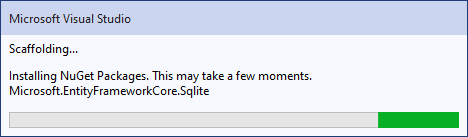 Microsoft Visual Studio
Scaffolding...
Installing NuGet Packages. This may take a few moments.
Microsoft.EntityFrameworkCore.Sqlite